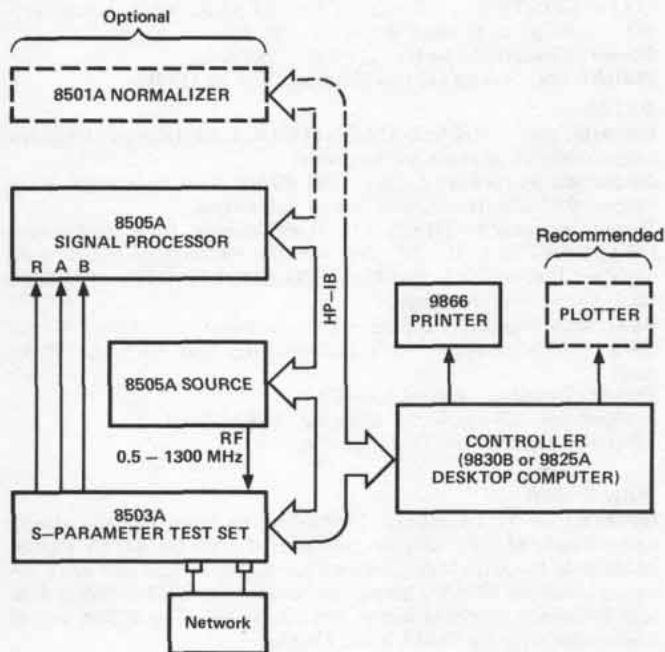 Optional
8501A NORMALIZER
8505A
SIGNAL PROCESSOR
R A B
HP–IB
Recommended
9866
PRINTER
PLOTTER
8505A SOURCE
RF
0.5 – 1300 MHz
CONTROLLER
(9830B or 9825A
DESKTOP COMPUTER)
8503A
S–PARAMETER TEST SET
Network